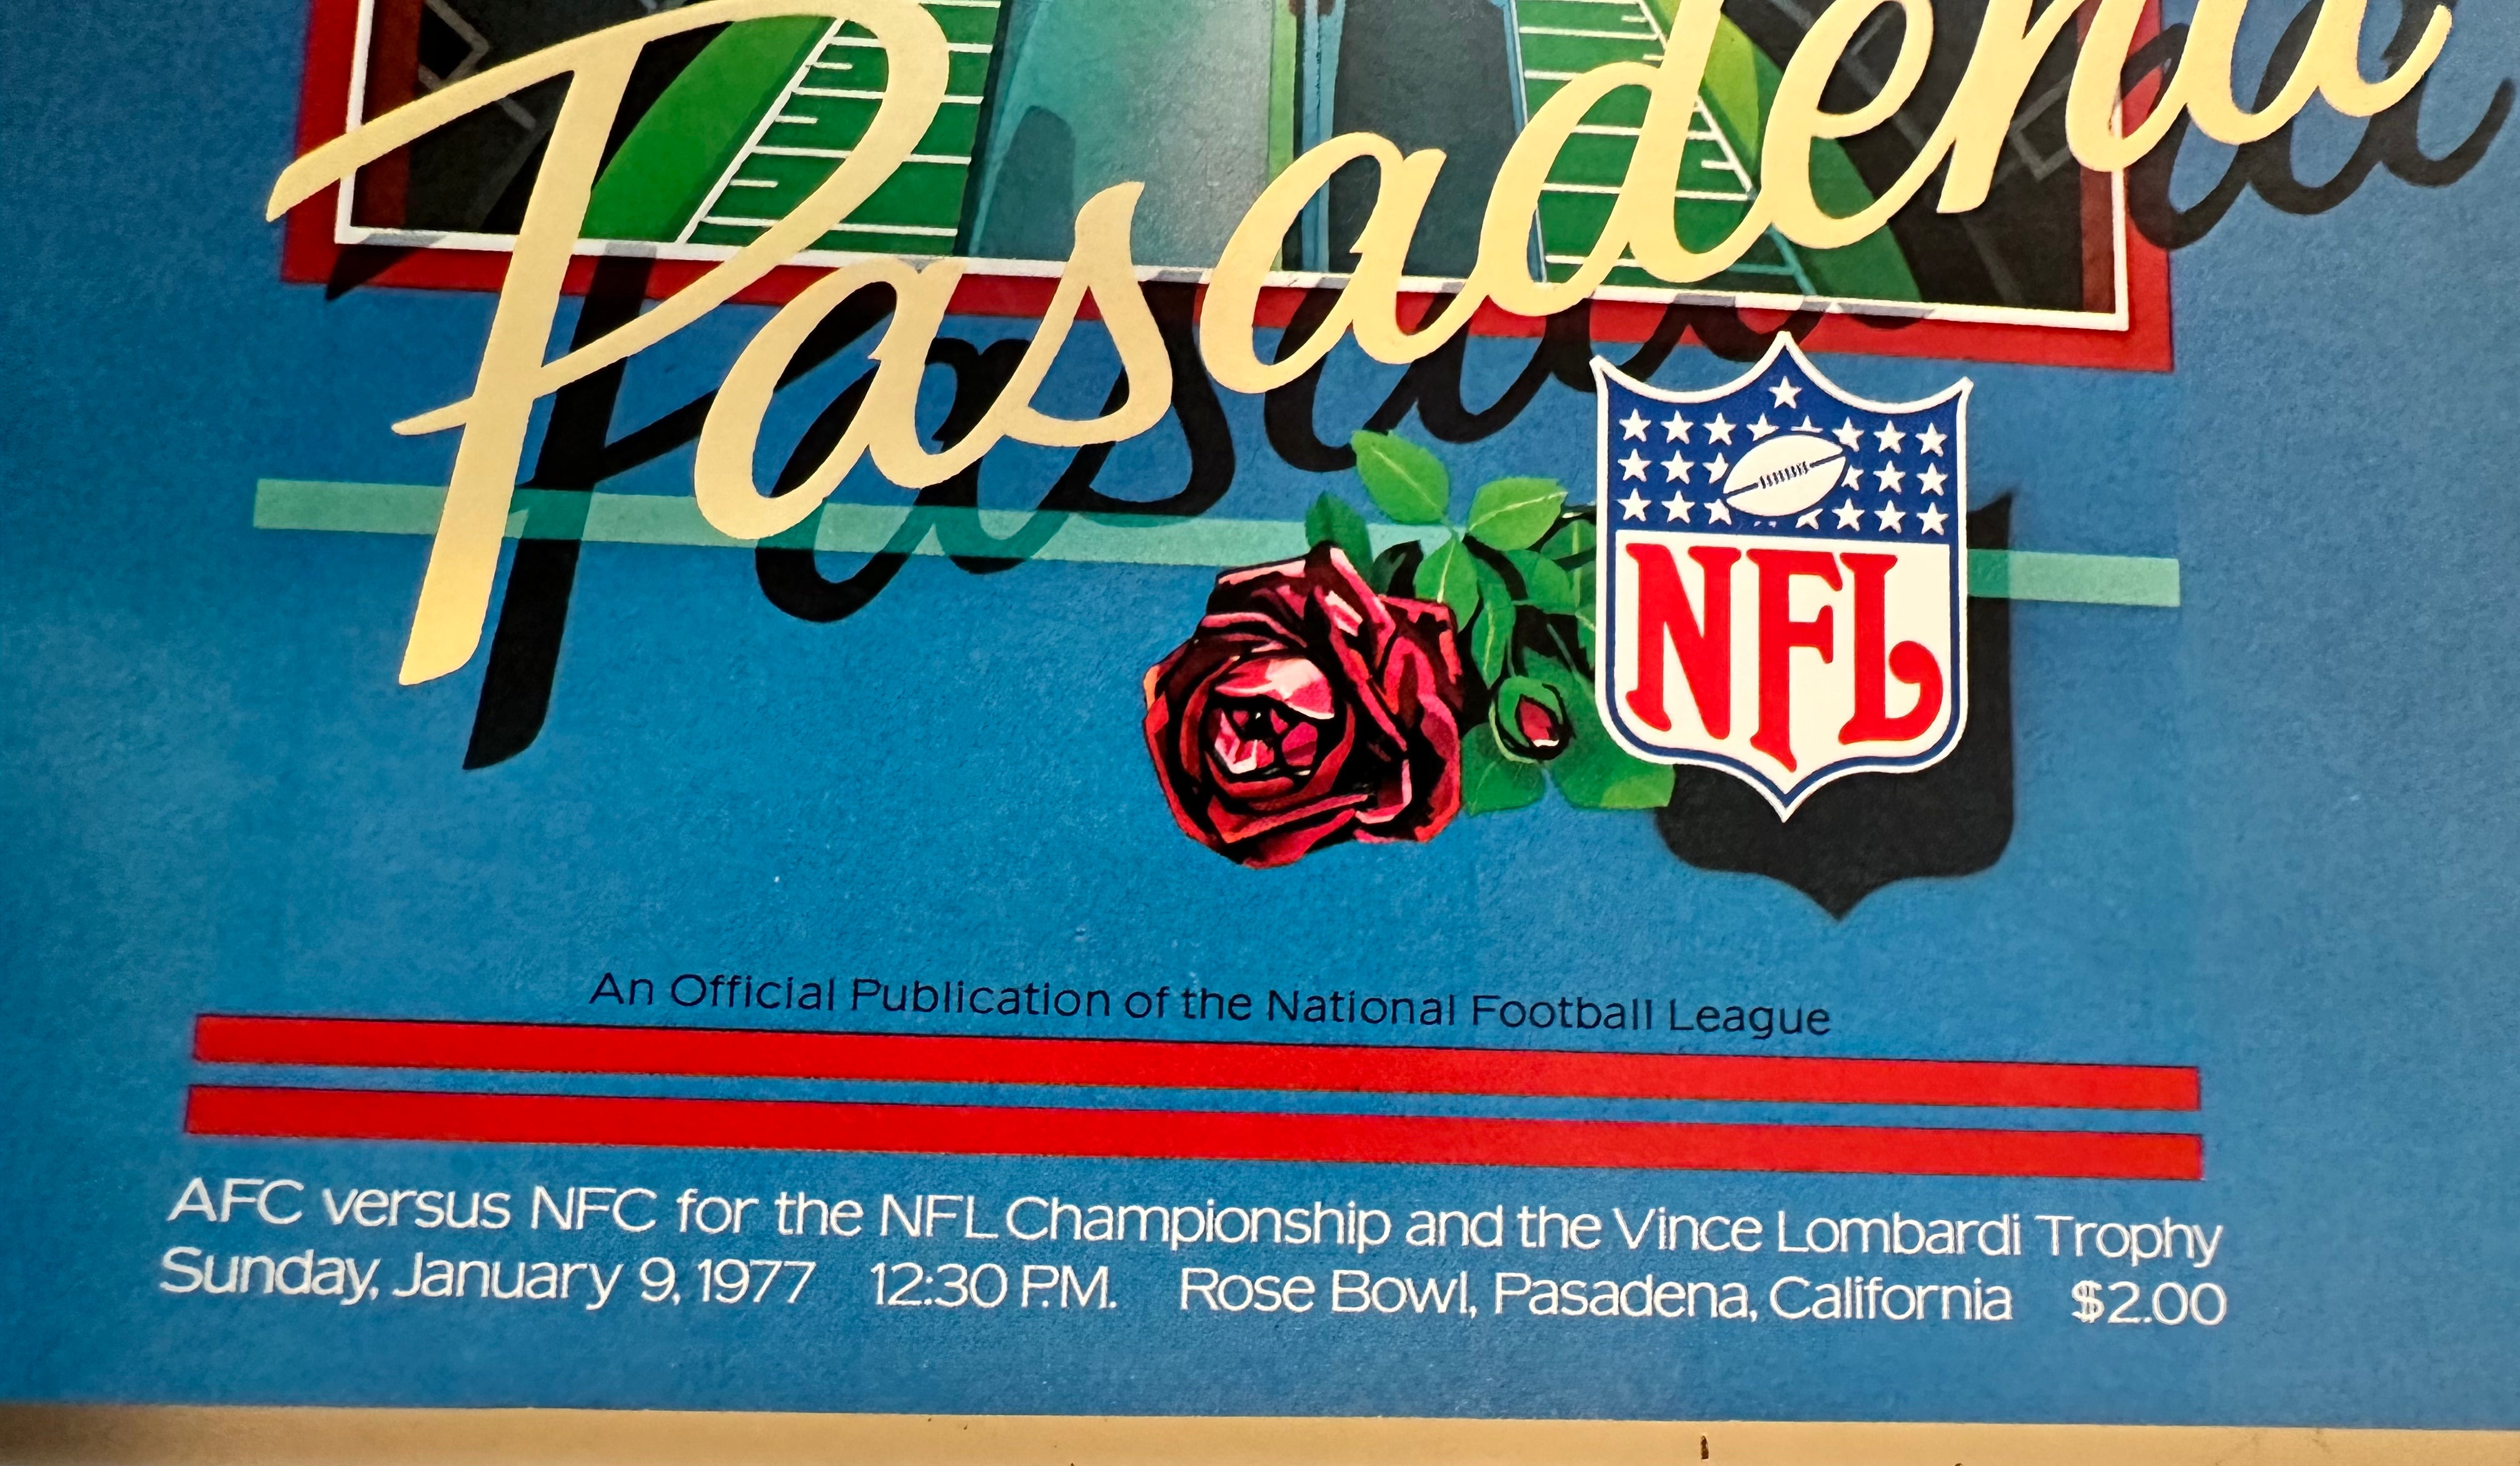 Pasadena
NFL
An Official Publication of the National Football League
AFC versus NFC for the NFL Championship and the Vince Lombardi Trophy
Sunday, January 9, 1977 12:30 P.M. Rose Bowl, Pasadena, California $2.00